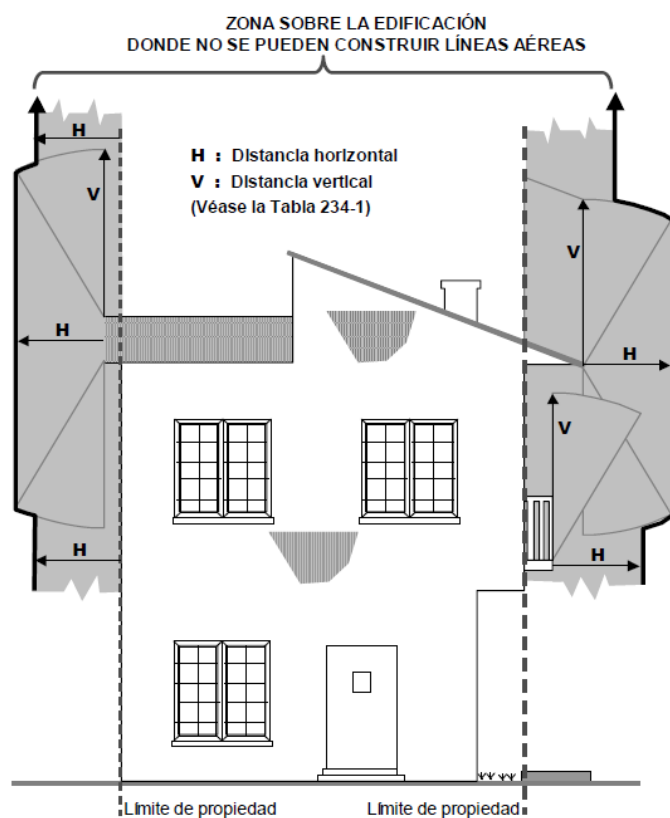 ZONA SOBRE LA EDIFICACIÓN
DONDE NO SE PUEDEN CONSTRUIR LÍNEAS AÉREAS
H
H : Distancia horizontal
V : Distancia vertical
(Véase la Tabla 234-1)
V
V
H
H
V
H
H
Límite de propiedad
Límite de propiedad